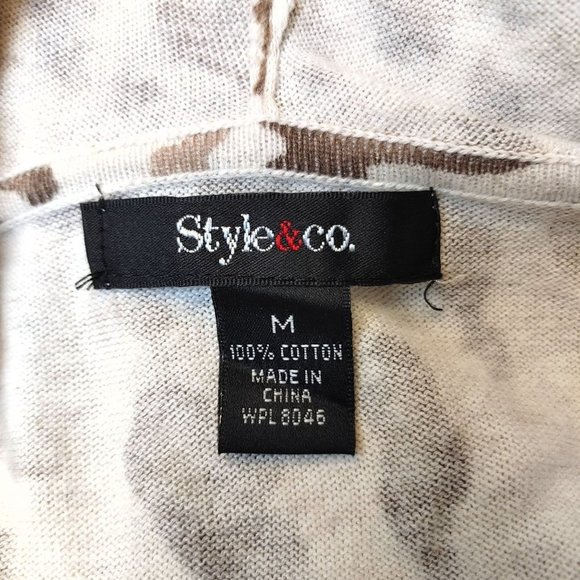 Style&co.
M
100% COTTON
MADE IN
CHINA
WPL 8046